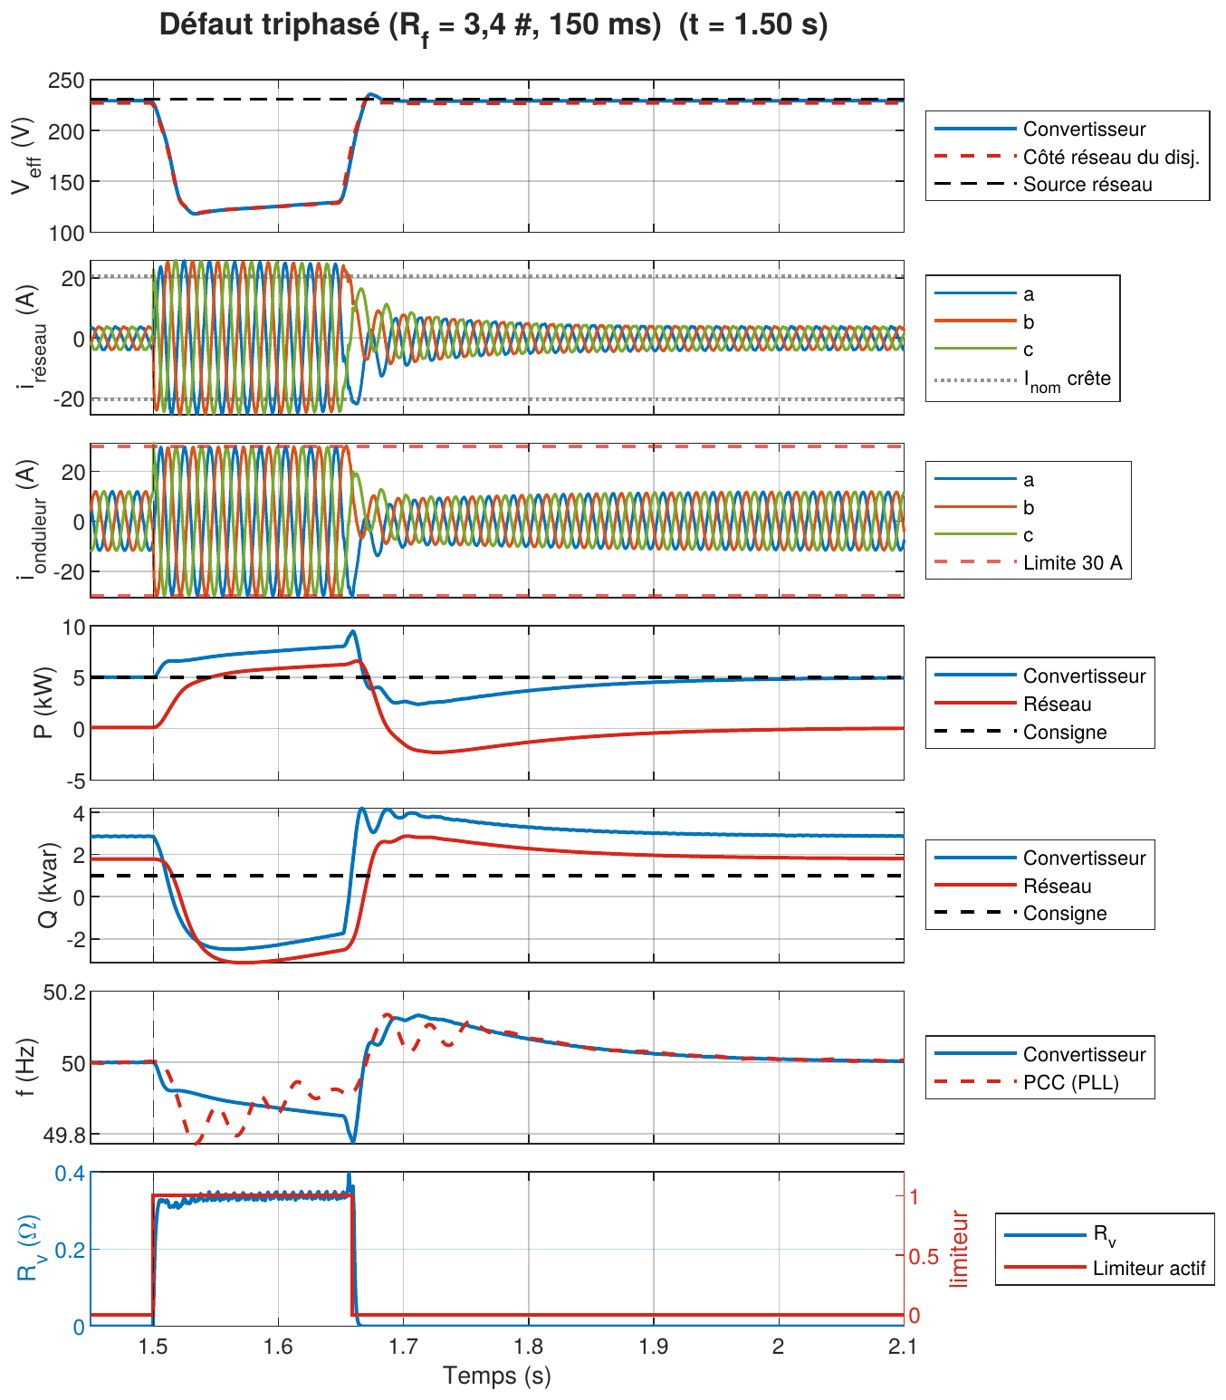 Défaut triphasé (Rf = 3,4 #, 150 ms)  (t = 1.50 s)
250
200
150
100
Veff (V)
Convertisseur
Côté réseau du disj.
Source réseau
20
0
-20
iréseau (A)
a
b
c
Inom crête
20
0
-20
ionduleur (A)
a
b
c
Limite 30 A
10
5
0
-5
P (kW)
Convertisseur
Réseau
Consigne
4
2
0
-2
Q (kvar)
Convertisseur
Réseau
Consigne
50.2
50
49.8
f (Hz)
Convertisseur
PCC (PLL)
0.4
0.2
0
Rv (Ω)
1
0.5
0
limiteur
Rv
Limiteur actif
1.5 1.6 1.7 1.8 1.9 2 2.1
Temps (s)